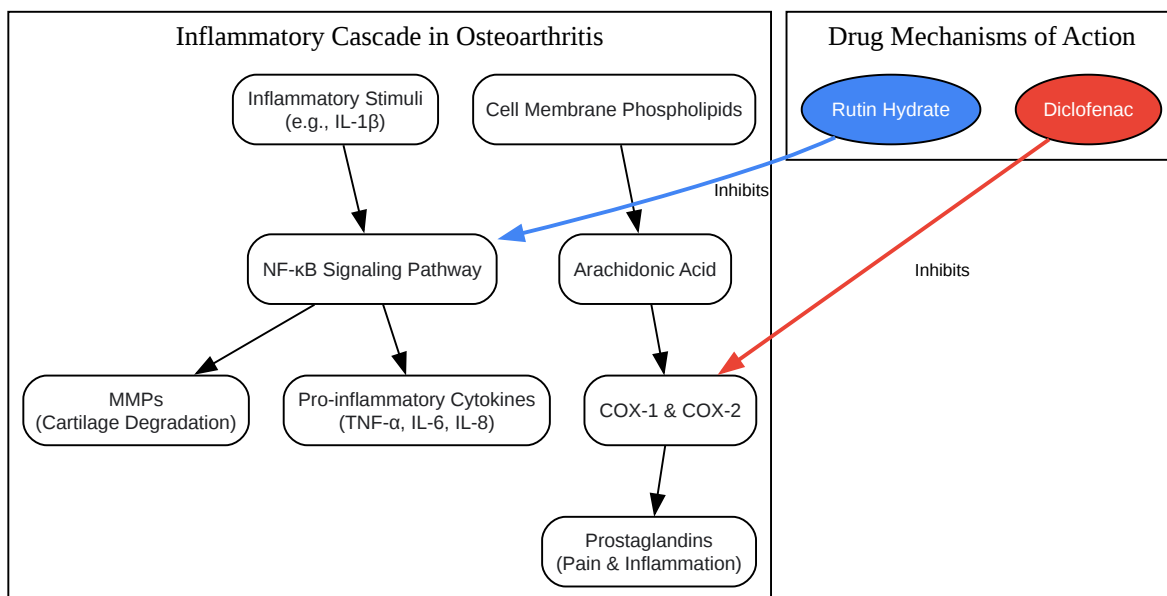 Inflammatory Cascade in Osteoarthritis
Drug Mechanisms of Action
Inflammatory Stimuli
(e.g., IL-1β)
Cell Membrane Phospholipids
Rutin Hydrate
Diclofenac
Inhibits
NF-κB Signaling Pathway
Arachidonic Acid
Inhibits
MMPs
(Cartilage Degradation)
Pro-inflammatory Cytokines
(TNF-α, IL-6, IL-8)
COX-1 & COX-2
Prostaglandins
(Pain & Inflammation)